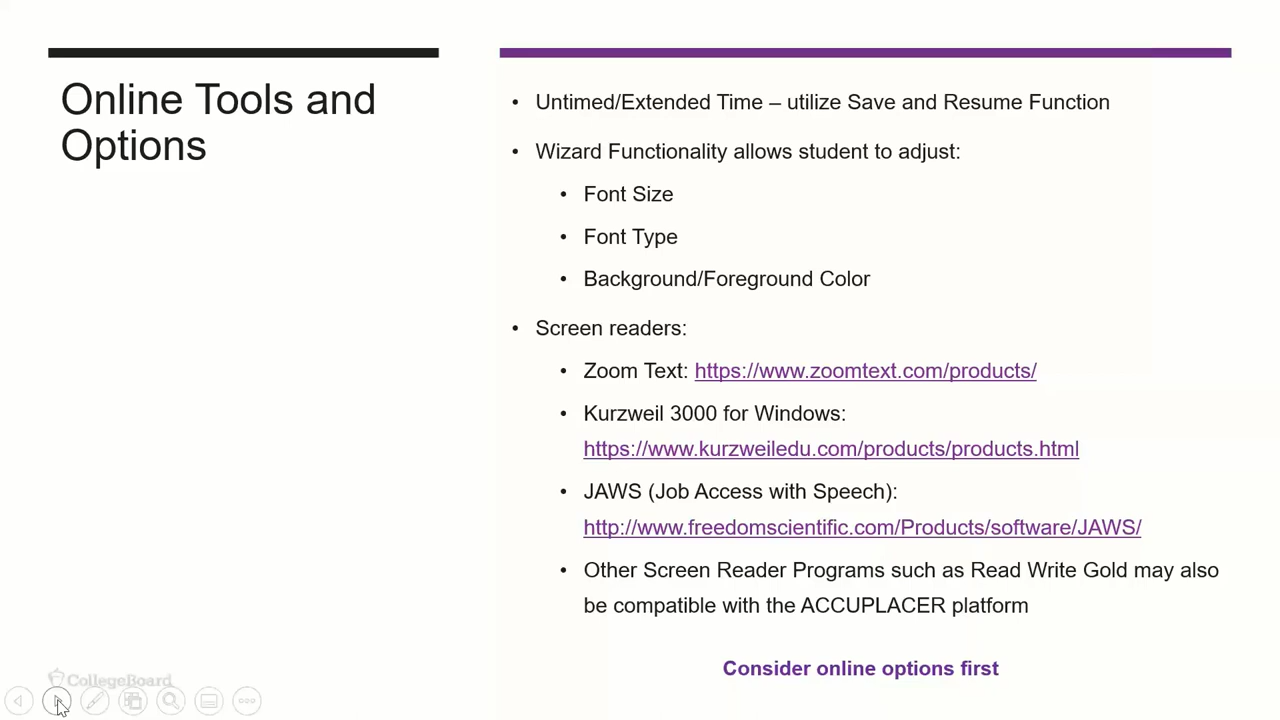 Online Tools and
Options
• Untimed/Extended Time – utilize Save and Resume Function
• Wizard Functionality allows student to adjust:
• Font Size
• Font Type
• Background/Foreground Color
• Screen readers:
• Zoom Text: https://www.zoomtext.com/products/
• Kurzweil 3000 for Windows:
https://www.kurzweiledu.com/products/products.html
• JAWS (Job Access with Speech):
http://www.freedomscientific.com/Products/software/JAWS/
• Other Screen Reader Programs such as Read Write Gold may also
be compatible with the ACCUPLACER platform
Consider online options first
CollegeBoard